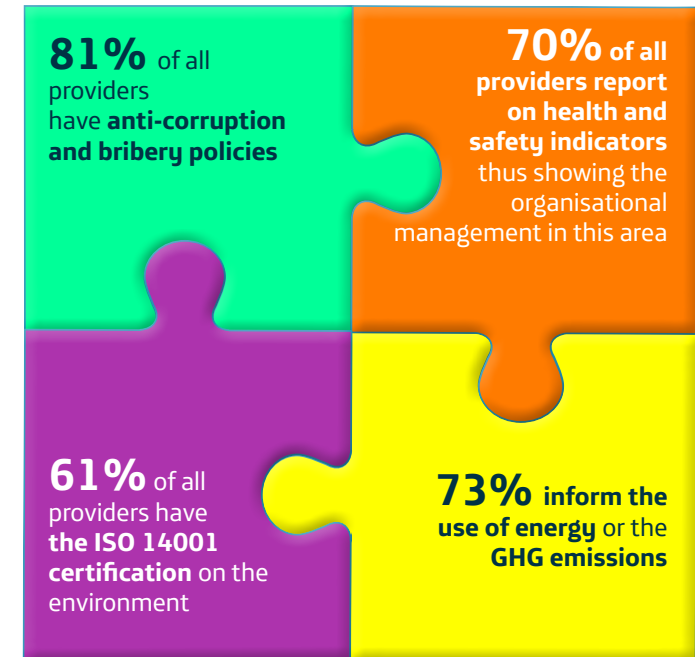 81% of all
providers
have anti-corruption
and bribery policies
70% of all
providers report
on health and
safety indicators
thus showing the
organisational
management in this area
61% of all
providers have
the ISO 14001
certification on the
environment
73% inform the
use of energy or the
GHG emissions